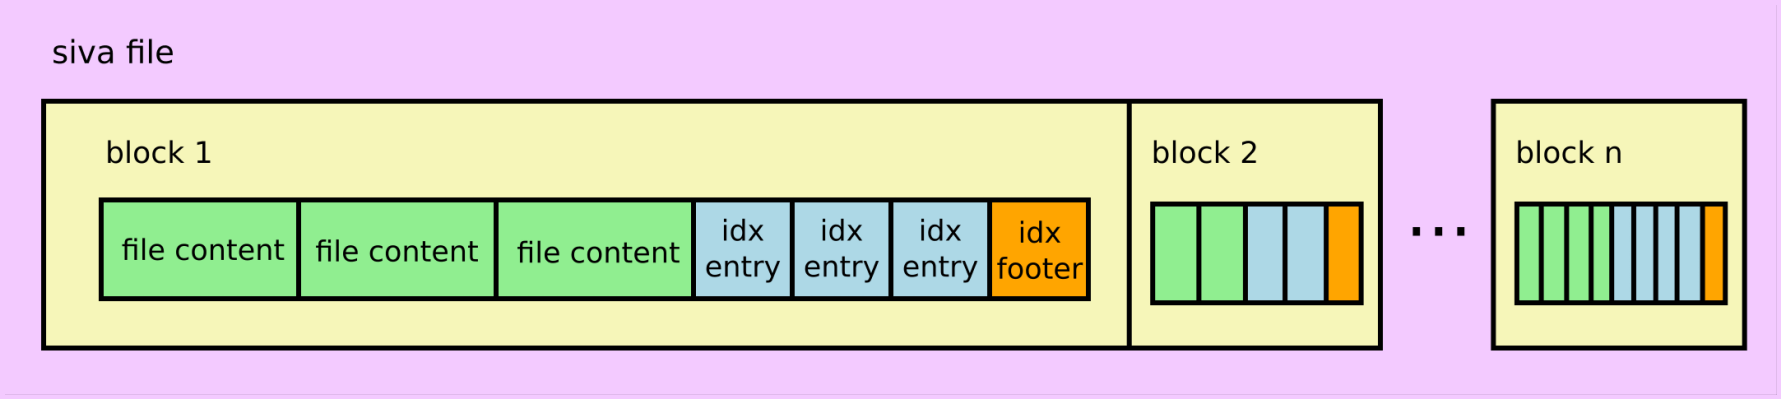 siva file
block 1
block 2
block n
file content
file content
file content
idx
entry
idx
entry
idx
entry
idx
footer
...